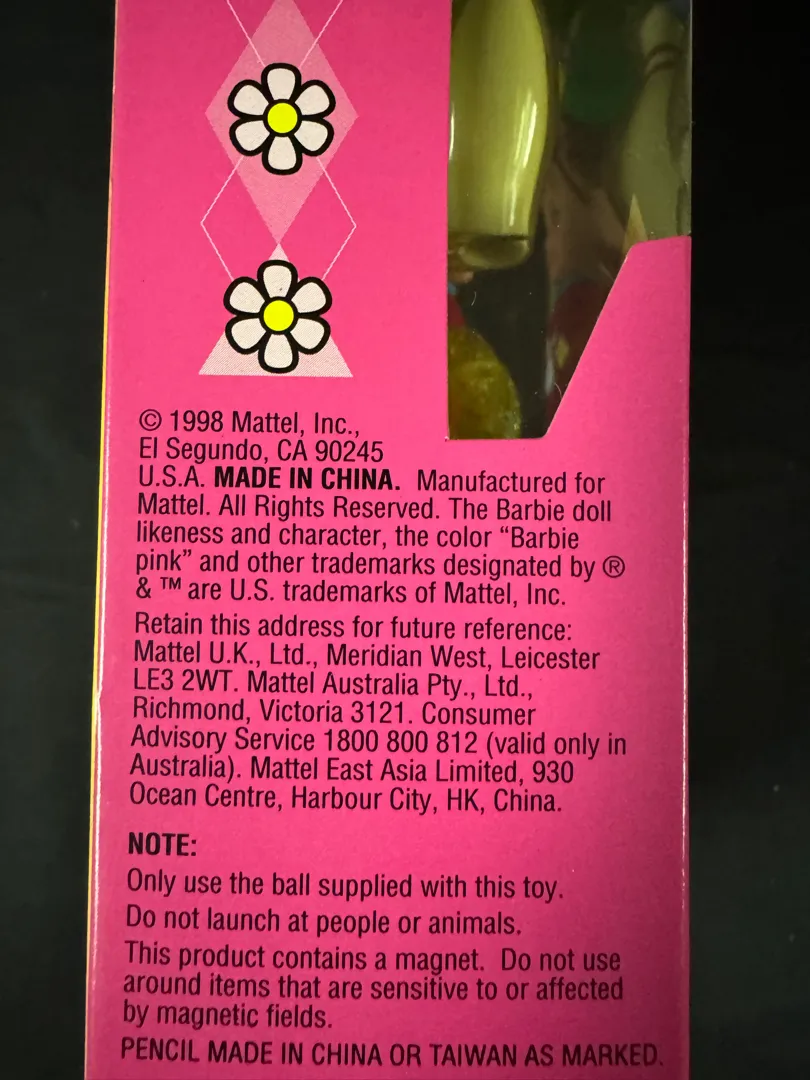 © 1998 Mattel, Inc.,
El Segundo, CA 90245
U.S.A. MADE IN CHINA. Manufactured for
Mattel. All Rights Reserved. The Barbie doll
likeness and character, the color “Barbie
pink” and other trademarks designated by ®
& ™ are U.S. trademarks of Mattel, Inc.
Retain this address for future reference:
Mattel U.K., Ltd., Meridian West, Leicester
LE3 2WT. Mattel Australia Pty., Ltd.,
Richmond, Victoria 3121. Consumer
Advisory Service 1800 800 812 (valid only in
Australia). Mattel East Asia Limited, 930
Ocean Centre, Harbour City, HK, China.
NOTE:
Only use the ball supplied with this toy.
Do not launch at people or animals.
This product contains a magnet. Do not use
around items that are sensitive to or affected
by magnetic fields.
PENCIL MADE IN CHINA OR TAIWAN AS MARKED.